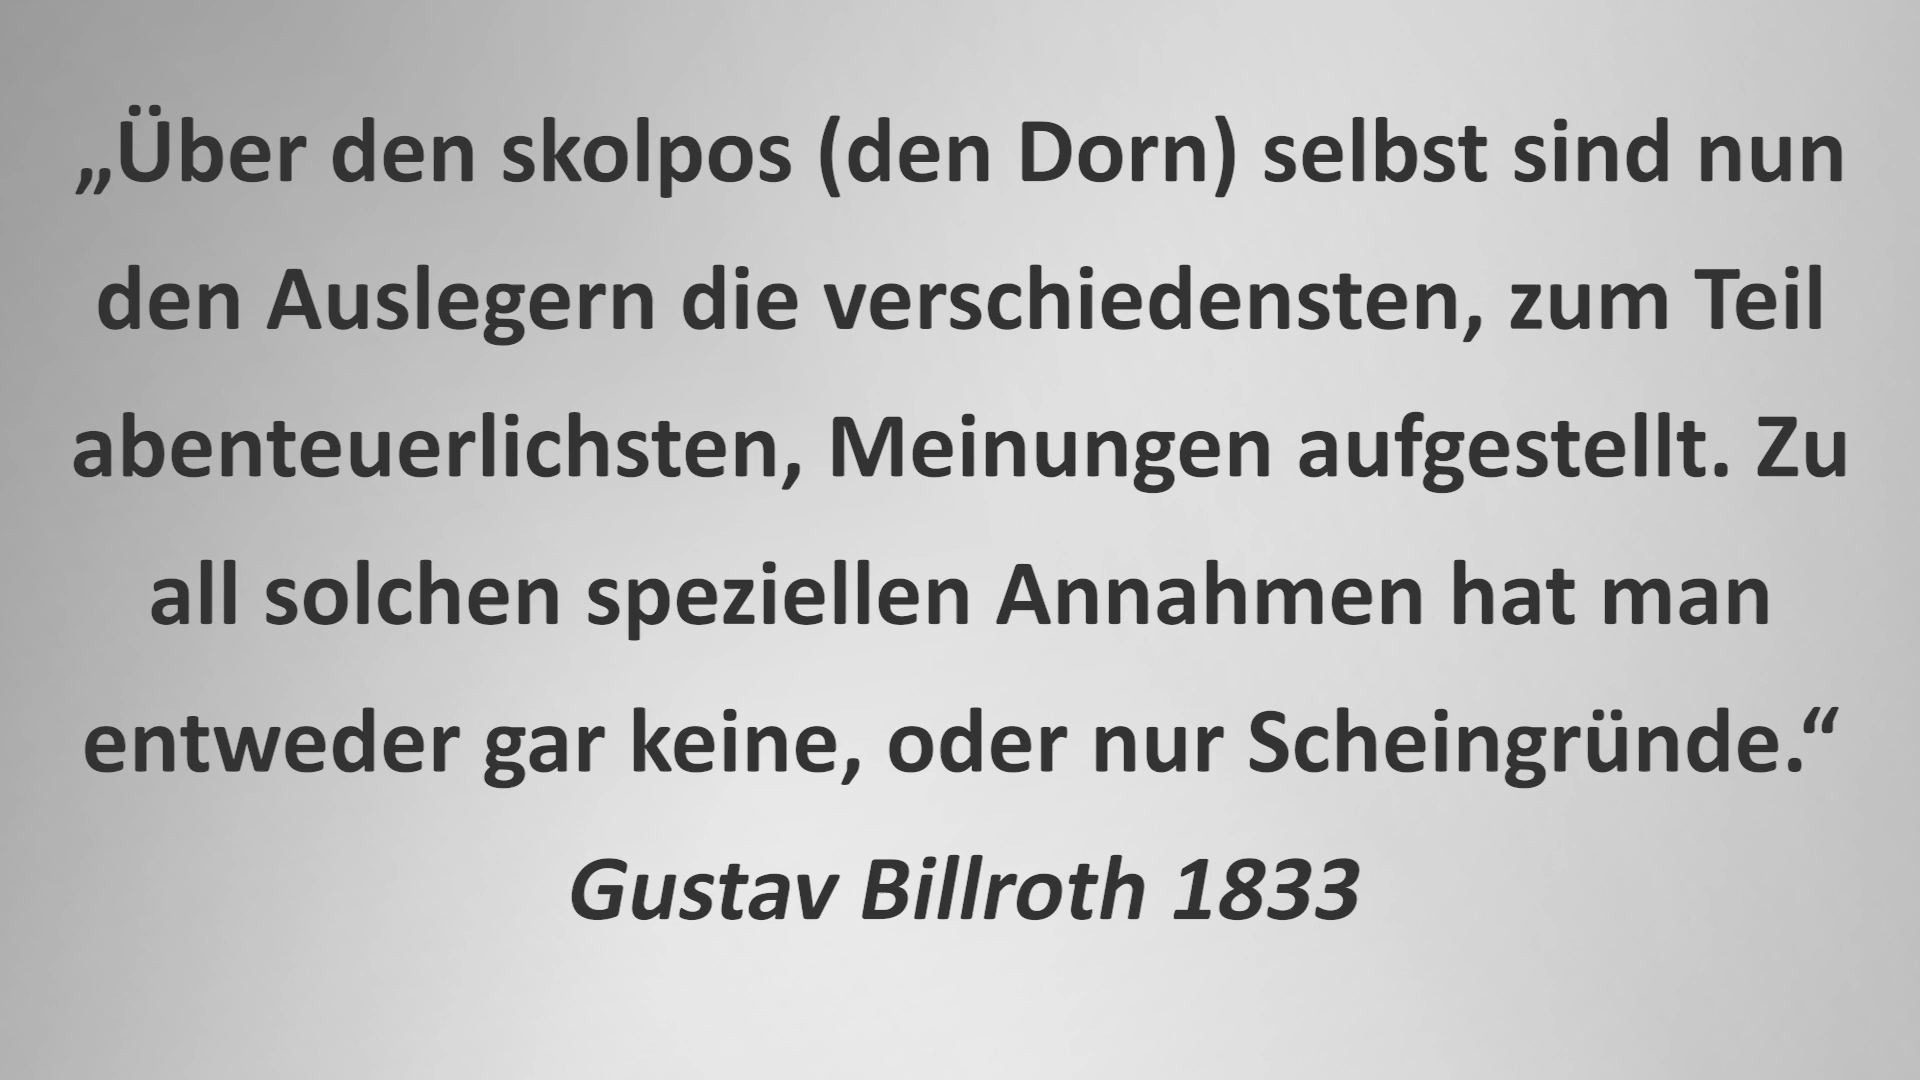 „Über den skolpos (den Dorn) selbst sind nun
den Auslegern die verschiedensten, zum Teil
abenteuerlichsten, Meinungen aufgestellt. Zu
all solchen speziellen Annahmen hat man
entweder gar keine, oder nur Scheingründe.“
Gustav Billroth 1833